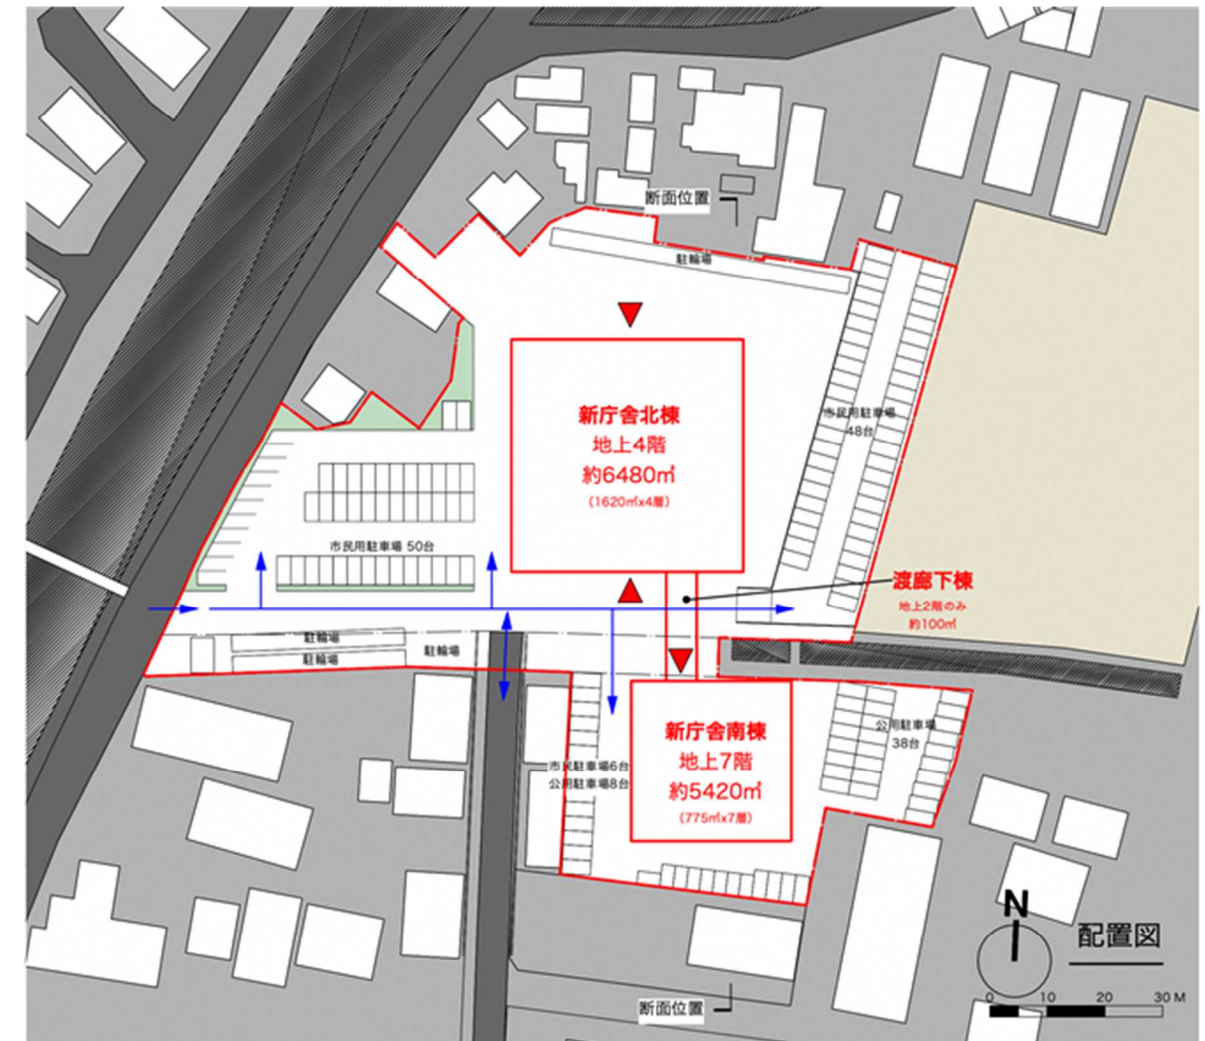 断面位置
駐輪場
新庁舎北棟
地上4階
約6480㎡
（1620㎡x4層）
市民用駐車場
48台
市民用駐車場 50台
渡廊下棟
地上2階のみ
約100㎡
駐輪場
駐輪場
駐輪場
新庁舎南棟
地上7階
約5420㎡
（775㎡x7層）
公用駐車場
38台
市民駐車場6台
公用駐車場8台
N
配置図
0 10 20 30 M
断面位置